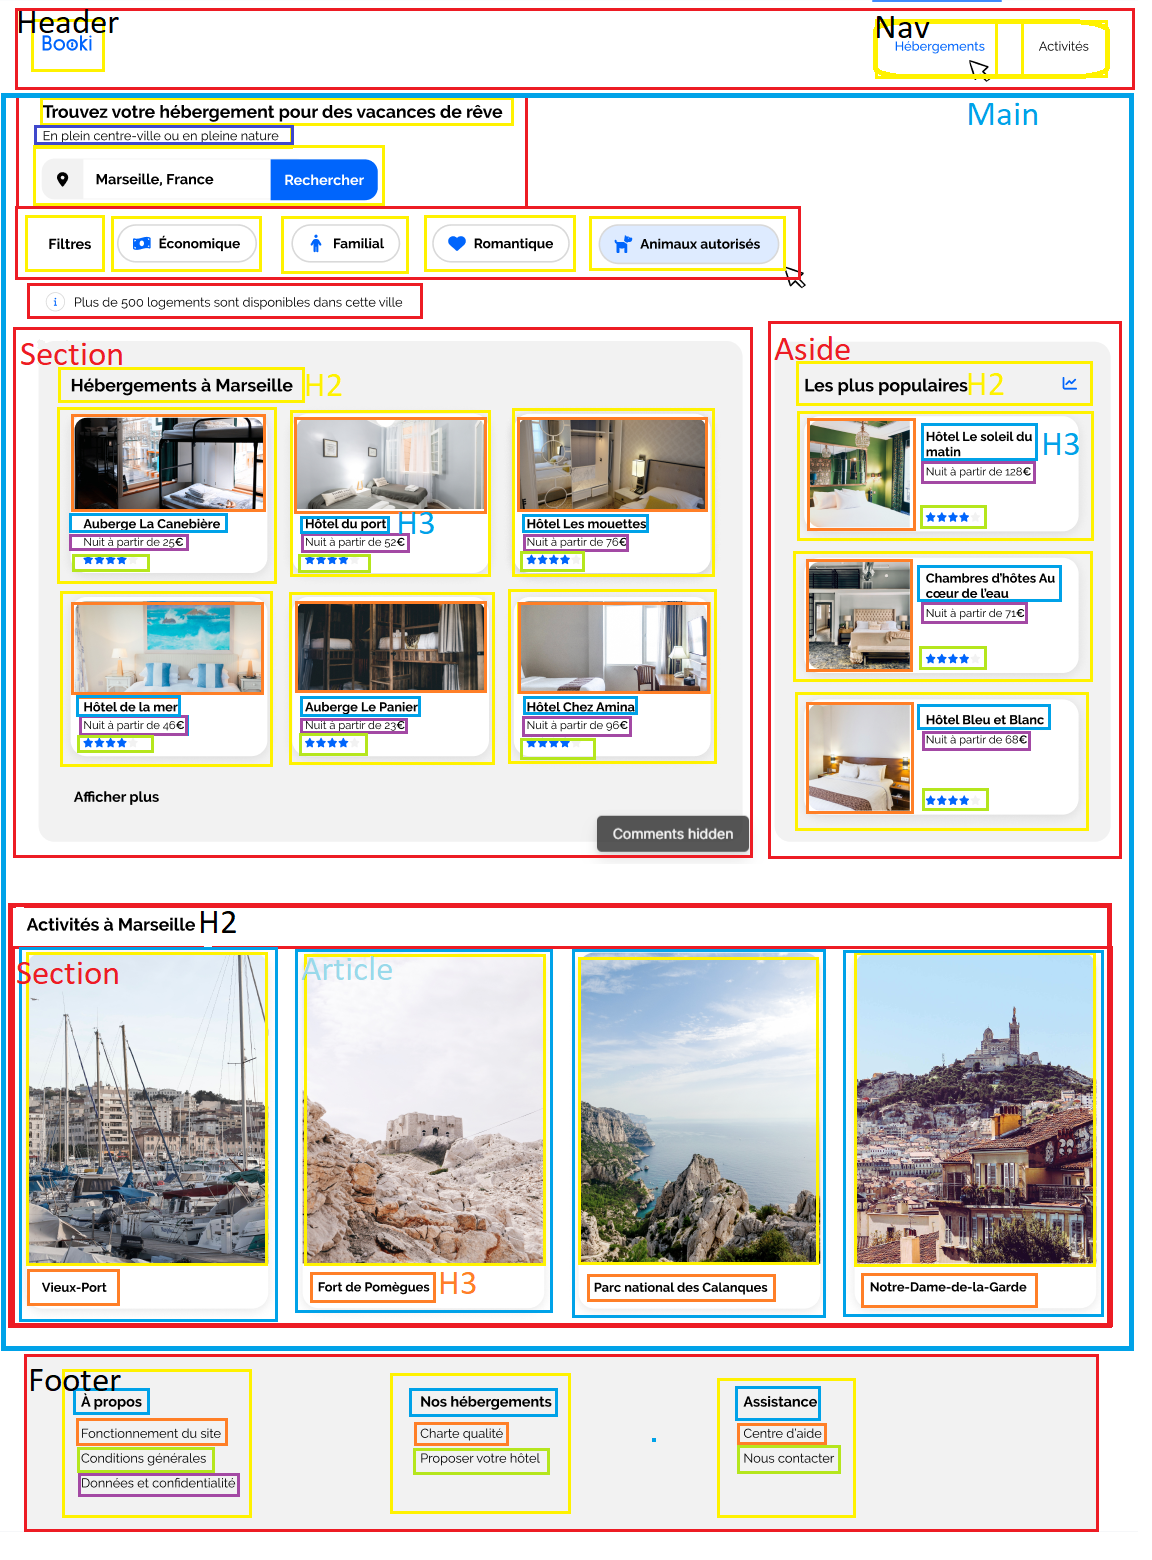 Header
Booki
Nav
Hébergements
Activités
Main
Trouvez votre hébergement pour des vacances de rêve
En plein centre-ville ou en pleine nature
Marseille, France
Rechercher
Filtres
Économique
Familial
Romantique
Animaux autorisés
Plus de 500 logements sont disponibles dans cette ville
Section
Hébergements à Marseille H2
Auberge La Canebière
Nuit à partir de 25€
Hôtel du port H3
Nuit à partir de 52€
Hôtel Les mouettes
Nuit à partir de 76€
Hôtel de la mer
Nuit à partir de 46€
Auberge Le Panier
Nuit à partir de 23€
Hôtel Chez Amina
Nuit à partir de 96€
Afficher plus
Comments hidden
Aside
Les plus populaires H2
Hôtel Le soleil du
matin
H3
Nuit à partir de 128€
Chambres d'hôtes Au
cœur de l'eau
Nuit à partir de 71€
Hôtel Bleu et Blanc
Nuit à partir de 68€
Activités à Marseille H2
Section
Article
Vieux-Port
Fort de Pomègues H3
Parc national des Calanques
Notre-Dame-de-la-Garde
Footer
À propos
Fonctionnement du site
Conditions générales
Données et confidentialité
Nos hébergements
Charte qualité
Proposer votre hôtel
Assistance
Centre d'aide
Nous contacter